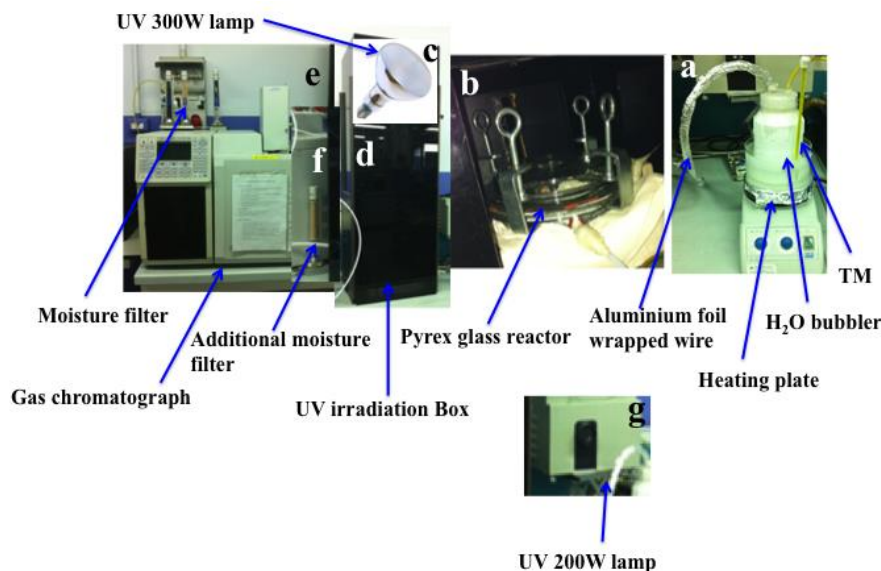 UV 300W lamp
c
e
b
a
f
d
TM
Moisture filter
Additional moisture
filter
Pyrex glass reactor
Aluminium foil
wrapped wire
H₂O bubbler
Gas chromatograph
UV irradiation Box
Heating plate
g
UV 200W lamp